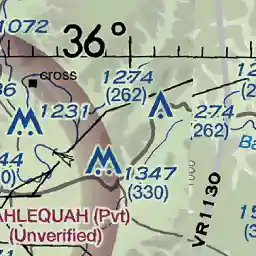 1072
36°
cross
1274
(262)
1231
274
(262)
1347
(330)
1000
VR1130
AHLEQUAH (Pvt)
(Unverified)